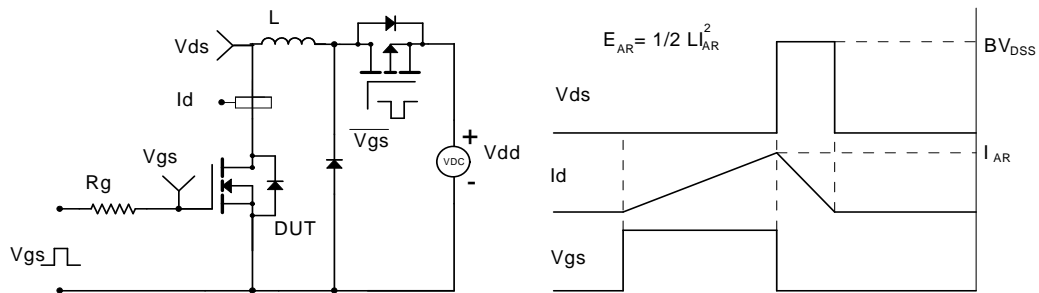 L
Vds
Id
Vgs
Rg
DUT
Vgs
Vgs
VDC
+
-
Vdd
E_AR= 1/2 LI_AR^2
Vds
BV_DSS
Id
I_AR
Vgs